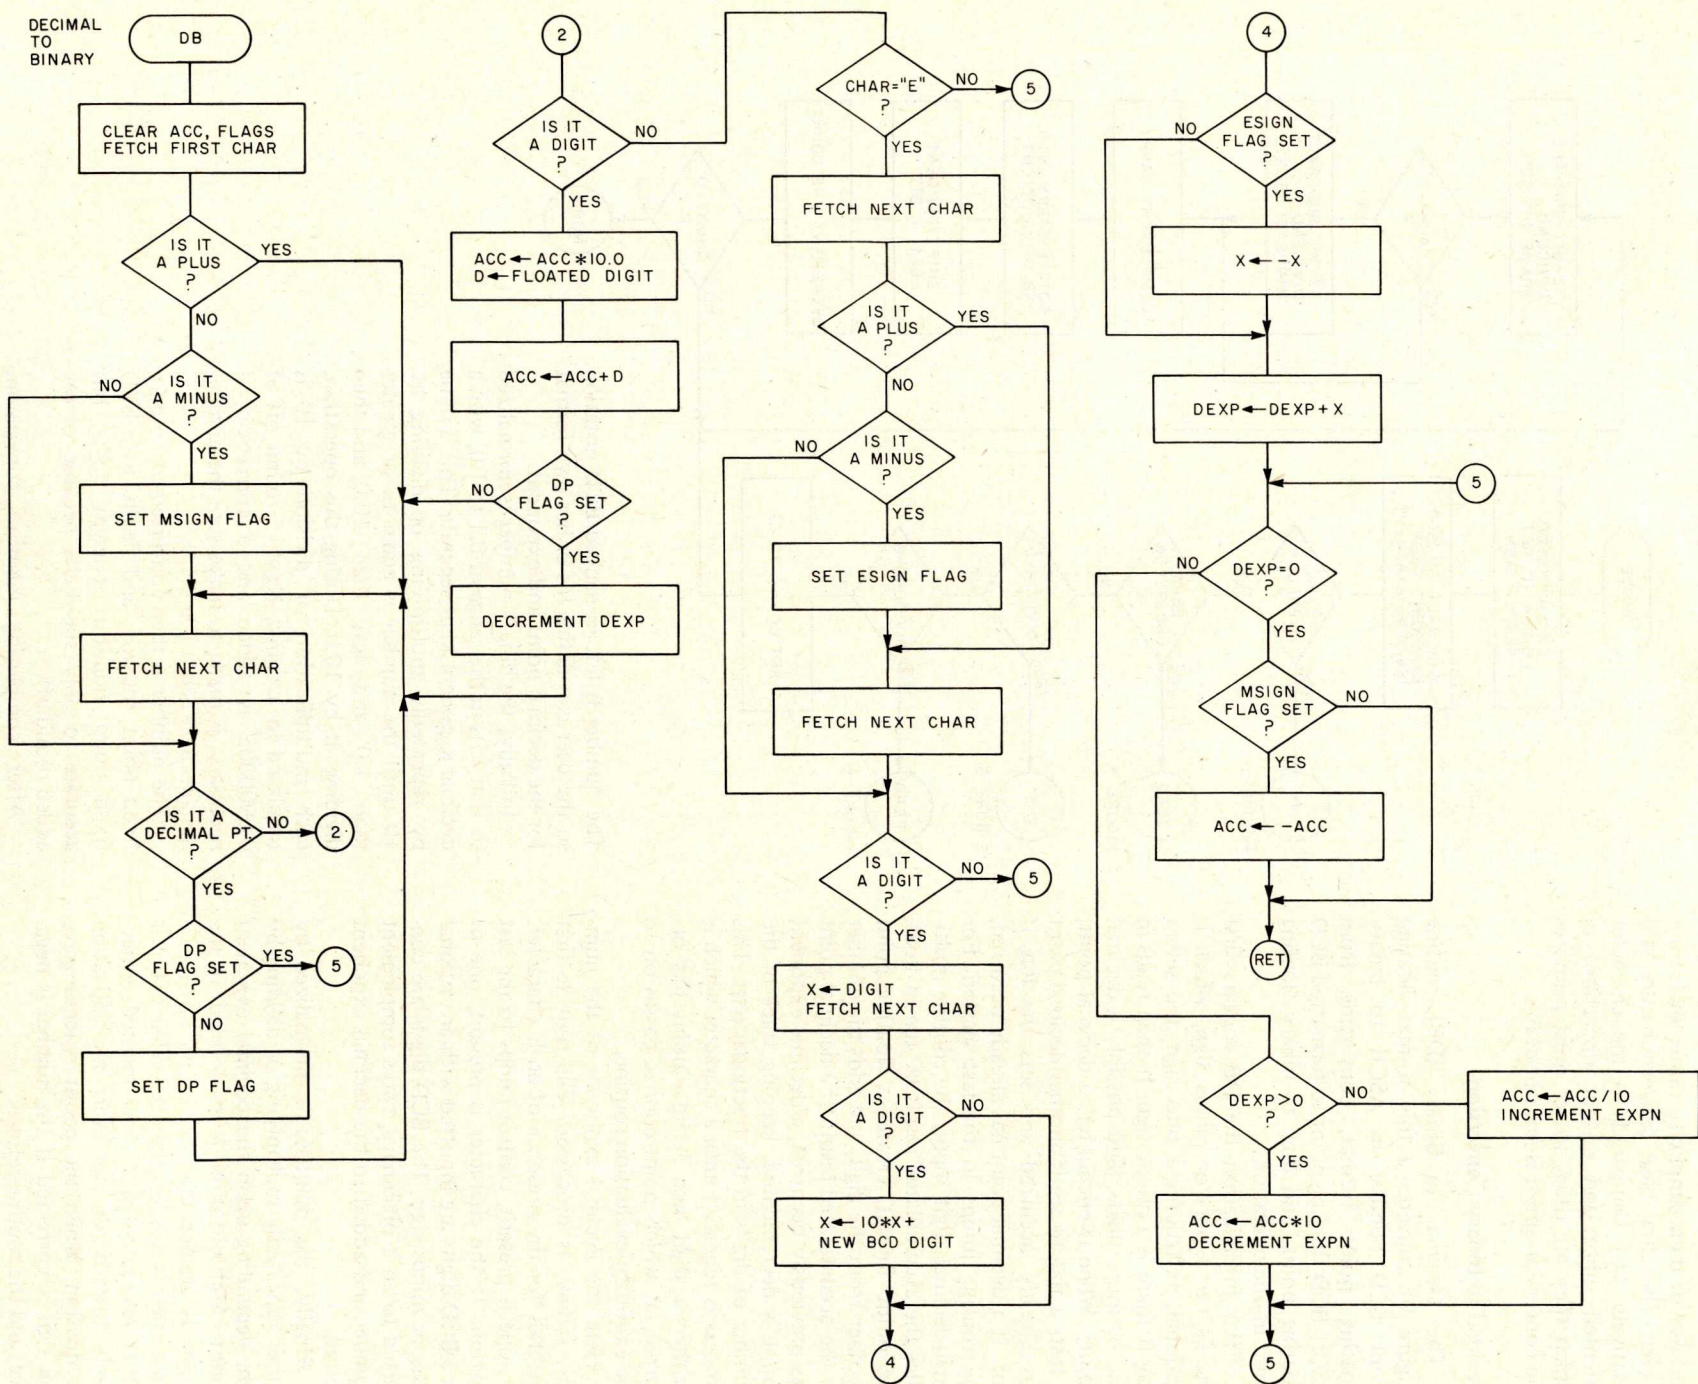 DECIMAL
TO
BINARY
DB
CLEAR ACC, FLAGS
FETCH FIRST CHAR
IS IT
A PLUS
?
YES
NO
IS IT
A MINUS
?
NO
YES
SET MSIGN FLAG
FETCH NEXT CHAR
IS IT A
DECIMAL PT.
?
NO
2
YES
DP
FLAG SET
?
YES
5
NO
SET DP FLAG
2
IS IT
A DIGIT
?
NO
YES
ACC←ACC*10.0
D←FLOATED DIGIT
ACC←ACC+D
DP
FLAG SET
?
NO
YES
DECREMENT DEXP
CHAR="E"
?
NO
5
YES
FETCH NEXT CHAR
IS IT
A PLUS
?
YES
NO
IS IT
A MINUS
?
NO
YES
SET ESIGN FLAG
FETCH NEXT CHAR
IS IT
A DIGIT
?
NO
5
YES
X←DIGIT
FETCH NEXT CHAR
IS IT
A DIGIT
?
NO
YES
X←10*X+
NEW BCD DIGIT
4
4
ESIGN
FLAG SET
?
NO
YES
X←-X
DEXP←DEXP+X
5
DEXP=0
?
NO
YES
MSIGN
FLAG SET
?
NO
YES
ACC←-ACC
RET
DEXP>0
?
NO
ACC←ACC/10
INCREMENT EXPN
YES
ACC←ACC*10
DECREMENT EXPN
5